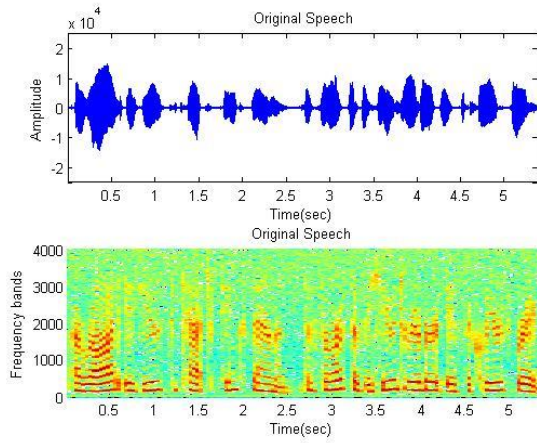 x 10⁴
Original Speech
Amplitude
2
1
0
-1
-2
0.5 1 1.5 2 2.5 3 3.5 4 4.5 5
Time(sec)
Original Speech
Frequency bands
4000
3000
2000
1000
0
0.5 1 1.5 2 2.5 3 3.5 4 4.5 5
Time(sec)